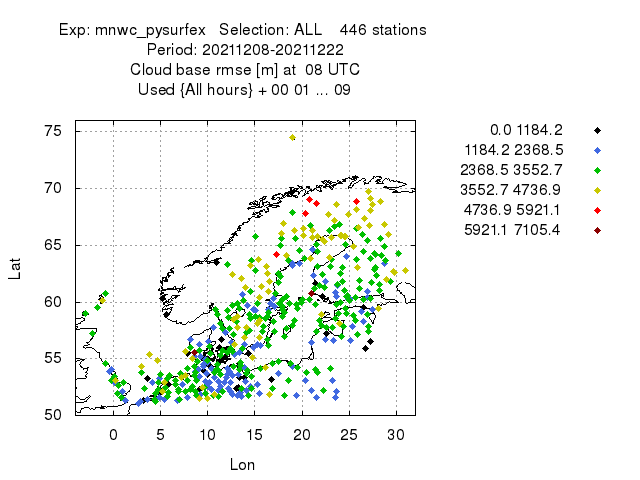 Exp: mnwc_pysurfex Selection: ALL 446 stations
Period: 20211208-20211222
Cloud base rmse [m] at 08 UTC
Used {All hours} + 00 01 ... 09
0.0 1184.2
1184.2 2368.5
2368.5 3552.7
3552.7 4736.9
4736.9 5921.1
5921.1 7105.4
75
70
65
60
55
50
Lat
0 5 10 15 20 25 30
Lon